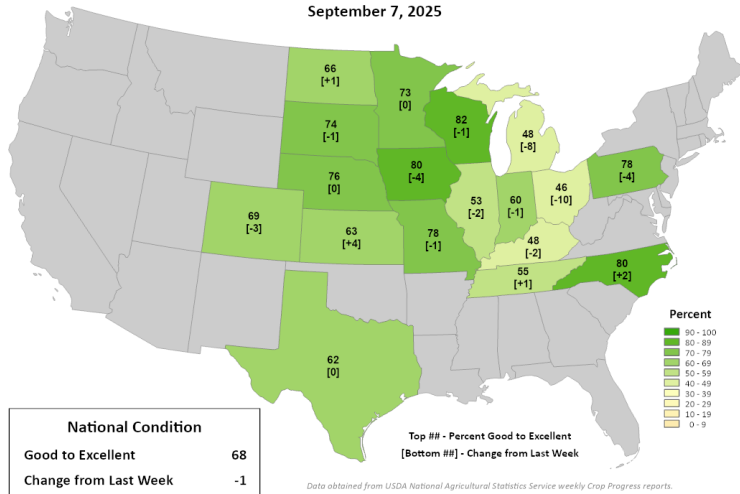 September 7, 2025
66
[+1]
73
[0]
82
[-1]
48
[-8]
74
[-1]
80
[-4]
78
[-4]
76
[0]
53
[-2]
60
[-1]
46
[-10]
69
[-3]
63
[+4]
78
[-1]
48
[-2]
55
[+1]
80
[+2]
62
[0]
Percent
90 - 100
80 - 89
70 - 79
60 - 69
50 - 59
40 - 49
30 - 39
20 - 29
10 - 19
0 - 9
National Condition
Good to Excellent 68
Change from Last Week -1
Top ## - Percent Good to Excellent
[Bottom ##] - Change from Last Week
Data obtained from USDA National Agricultural Statistics Service weekly Crop Progress reports.